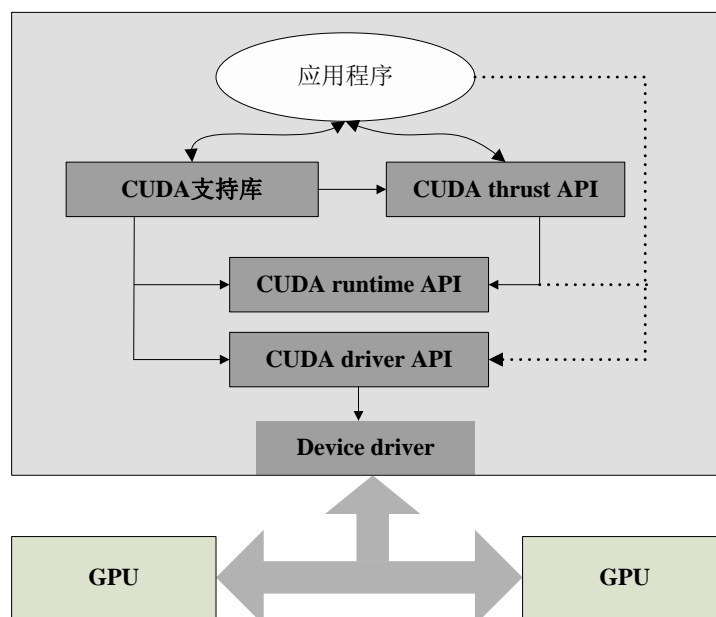 应用程序
CUDA支持库
CUDA thrust API
CUDA runtime API
CUDA driver API
Device driver
GPU
GPU